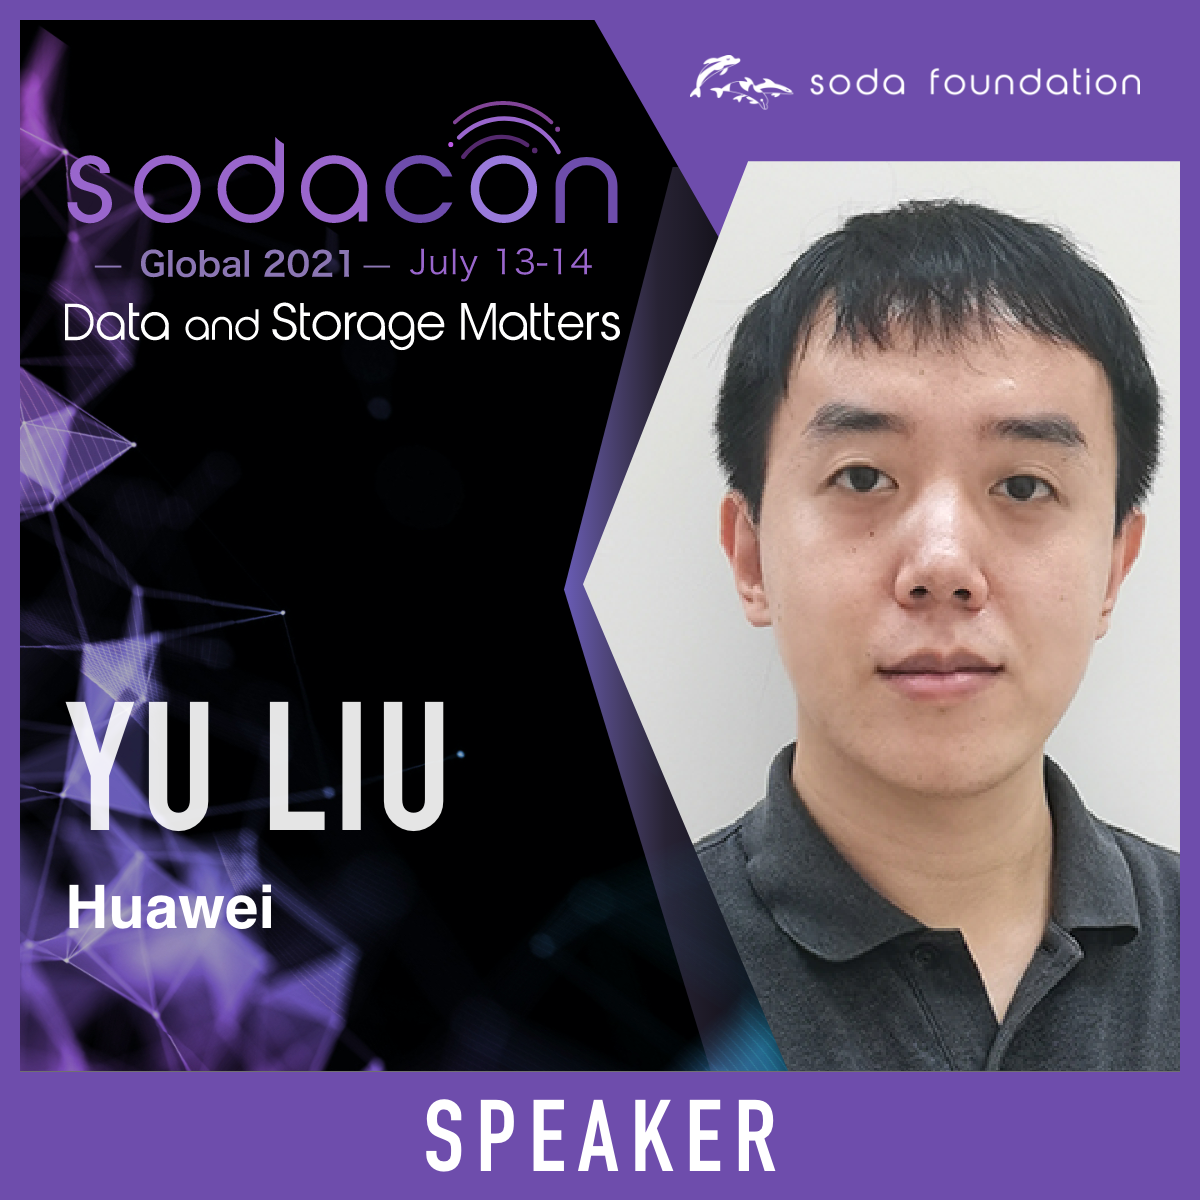 soda foundation
sodacon
— Global 2021 — July 13-14
Data and Storage Matters
YU LIU
Huawei
SPEAKER